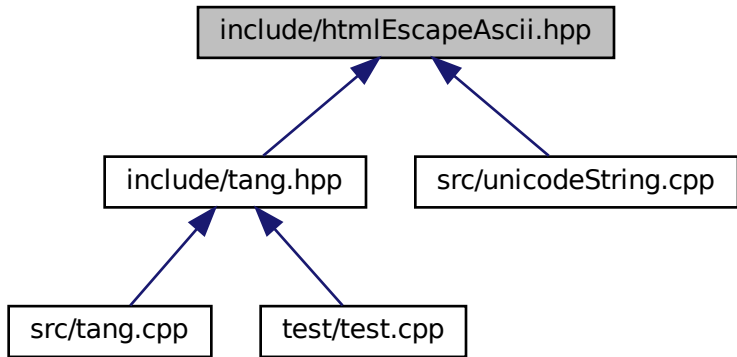 include/htmlEscapeAscii.hpp
include/tang.hpp
src/unicodeString.cpp
src/tang.cpp
test/test.cpp